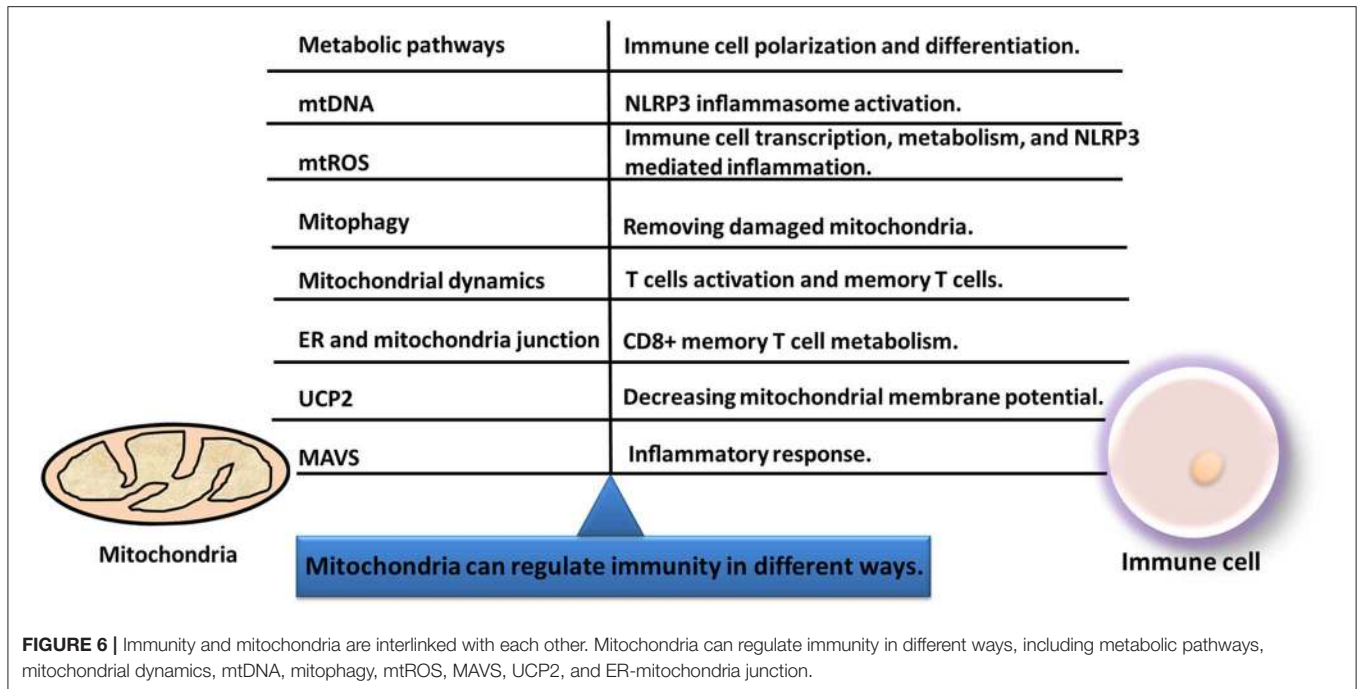 Metabolic pathways Immune cell polarization and differentiation.
mtDNA NLRP3 inflammasome activation.
mtROS Immune cell transcription, metabolism, and NLRP3
mediated inflammation.
Mitophagy Removing damaged mitochondria.
Mitochondrial dynamics T cells activation and memory T cells.
ER and mitochondria junction CD8+ memory T cell metabolism.
UCP2 Decreasing mitochondrial membrane potential.
MAVS Inflammatory response.
Mitochondria
Immune cell
Mitochondria can regulate immunity in different ways.
FIGURE 6 | Immunity and mitochondria are interlinked with each other. Mitochondria can regulate immunity in different ways, including metabolic pathways,
mitochondrial dynamics, mtDNA, mitophagy, mtROS, MAVS, UCP2, and ER-mitochondria junction.